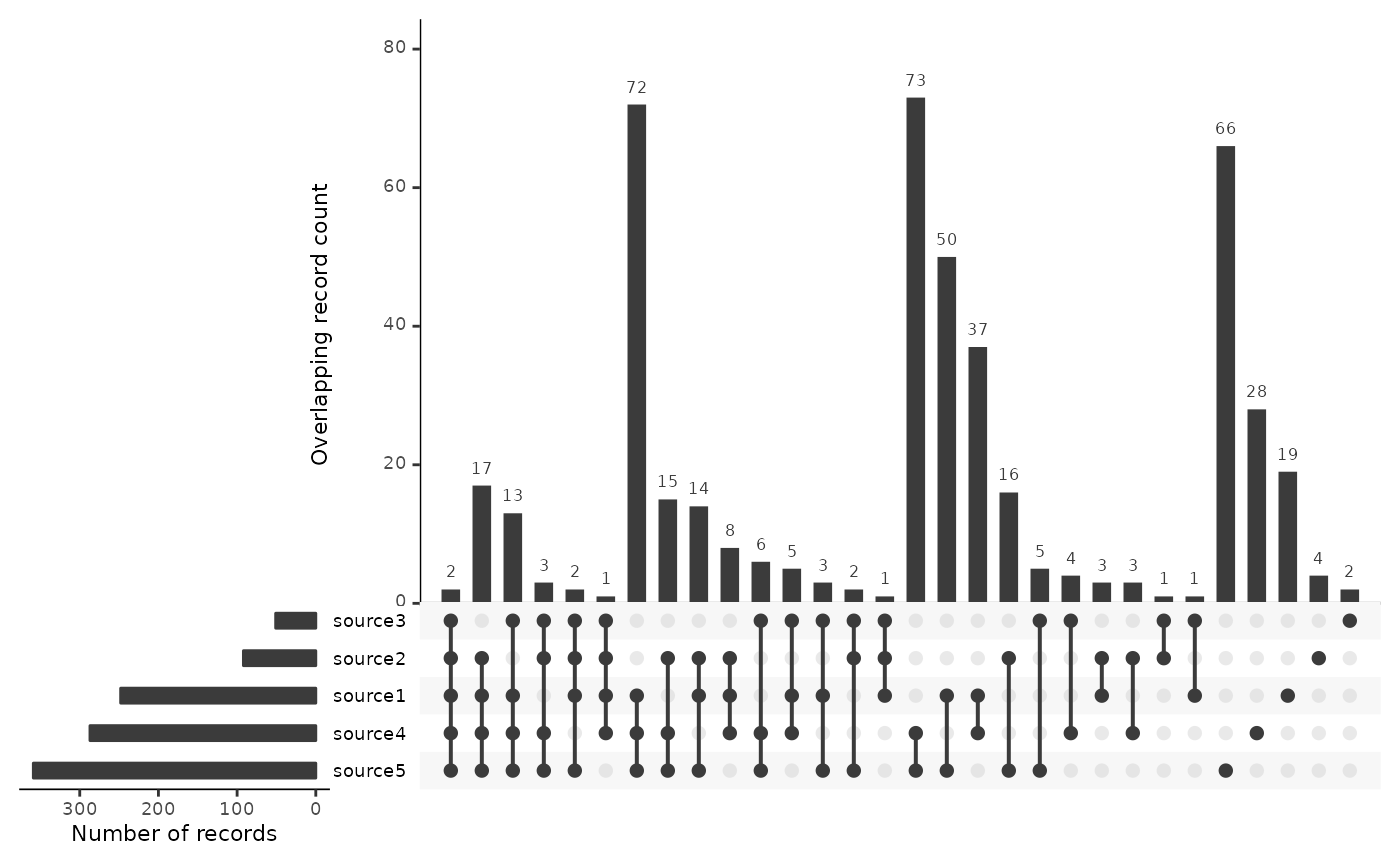 80
60
40
20
0
Overlapping record count
2 17 13 3 2 1 72 15 14 8 6 5 3 2 1 73 50 37 16 5 4 3 3 1 1 66 28 19 4 2
source3
source2
source1
source4
source5
300 200 100 0
Number of records